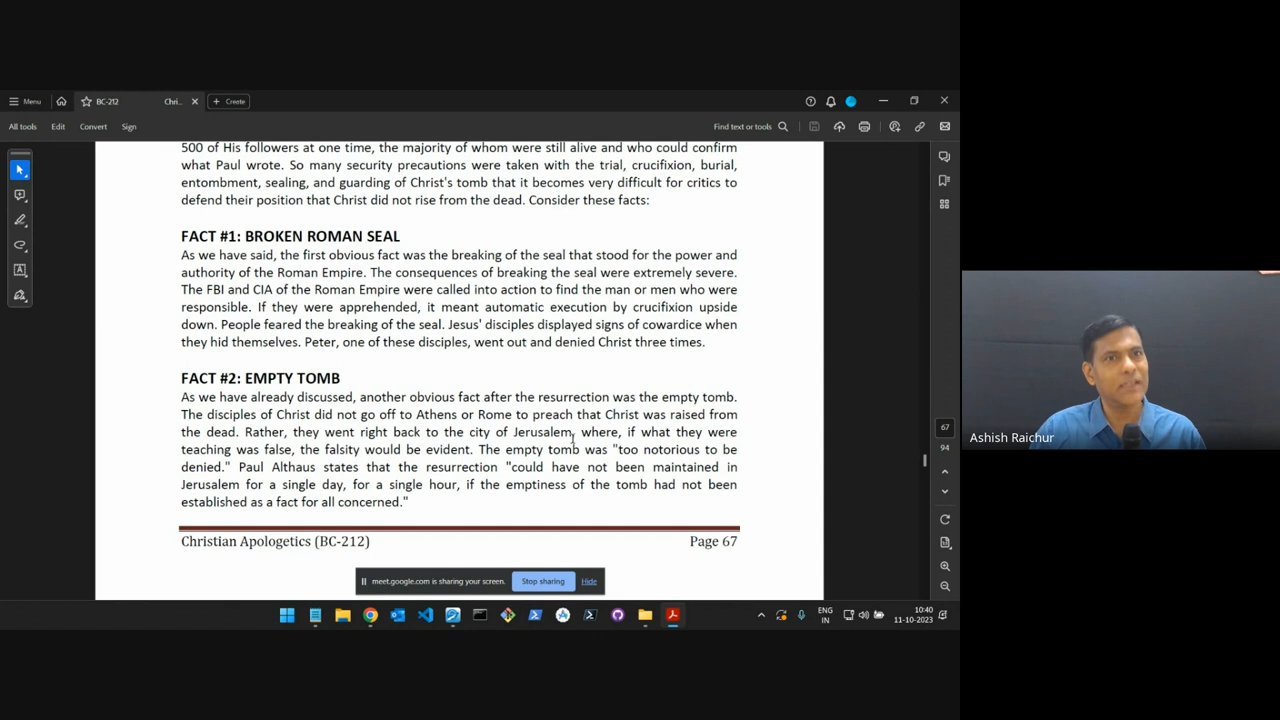 Menu
BC-212 Chri...
Create
All tools Edit Convert Sign
Find text or tools
500 of His followers at one time, the majority of whom were still alive and who could confirm
what Paul wrote. So many security precautions were taken with the trial, crucifixion, burial,
entombment, sealing, and guarding of Christ's tomb that it becomes very difficult for critics to
defend their position that Christ did not rise from the dead. Consider these facts:
FACT #1: BROKEN ROMAN SEAL
As we have said, the first obvious fact was the breaking of the seal that stood for the power and
authority of the Roman Empire. The consequences of breaking the seal were extremely severe.
The FBI and CIA of the Roman Empire were called into action to find the man or men who were
responsible. If they were apprehended, it meant automatic execution by crucifixion upside
down. People feared the breaking of the seal. Jesus' disciples displayed signs of cowardice when
they hid themselves. Peter, one of these disciples, went out and denied Christ three times.
FACT #2: EMPTY TOMB
As we have already discussed, another obvious fact after the resurrection was the empty tomb.
The disciples of Christ did not go off to Athens or Rome to preach that Christ was raised from
the dead. Rather, they went right back to the city of Jerusalem, where, if what they were
teaching was false, the falsity would be evident. The empty tomb was "too notorious to be
denied." Paul Althaus states that the resurrection "could have not been maintained in
Jerusalem for a single day, for a single hour, if the emptiness of the tomb had not been
established as a fact for all concerned."
Christian Apologetics (BC-212) Page 67
67
94
Ashish Raichur
meet.google.com is sharing your screen. Stop sharing Hide
ENG
IN
10:40
11-10-2023